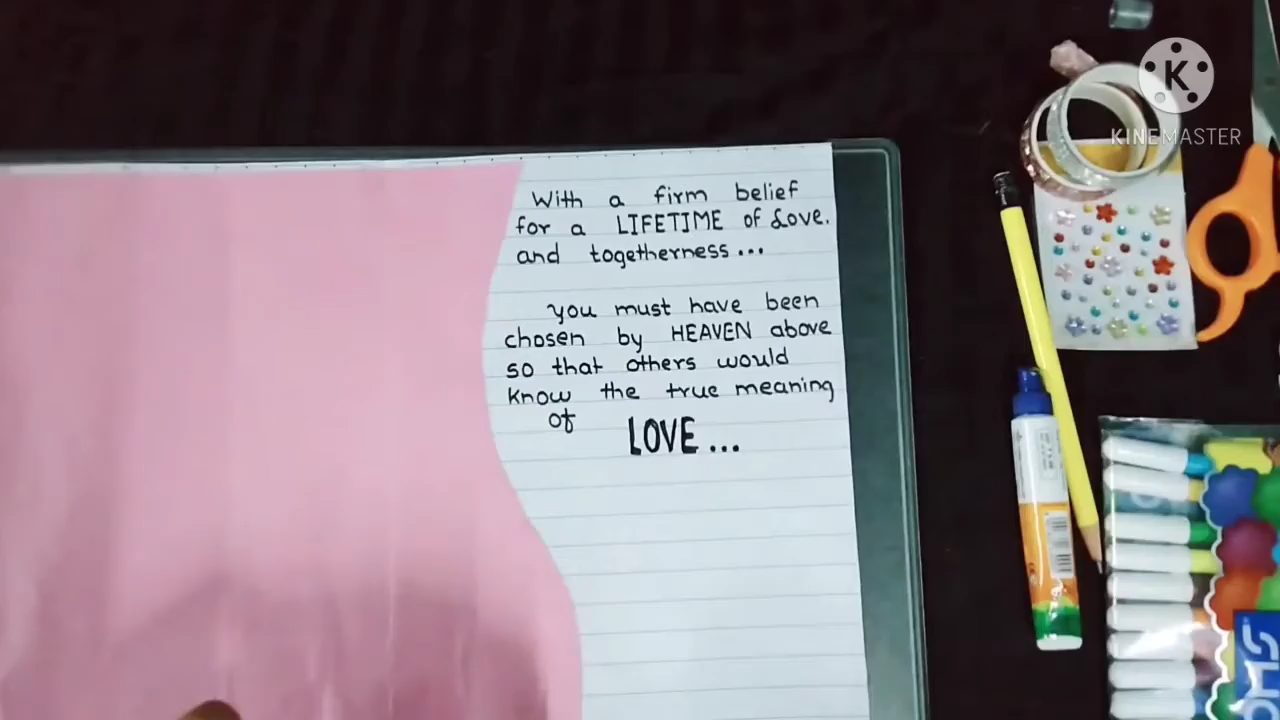 With a firm belief
for a LIFETIME of Love.
and togetherness...
you must have been
chosen by HEAVEN above
so that others would
know the true meaning
of LOVE...
K
KINEMASTER